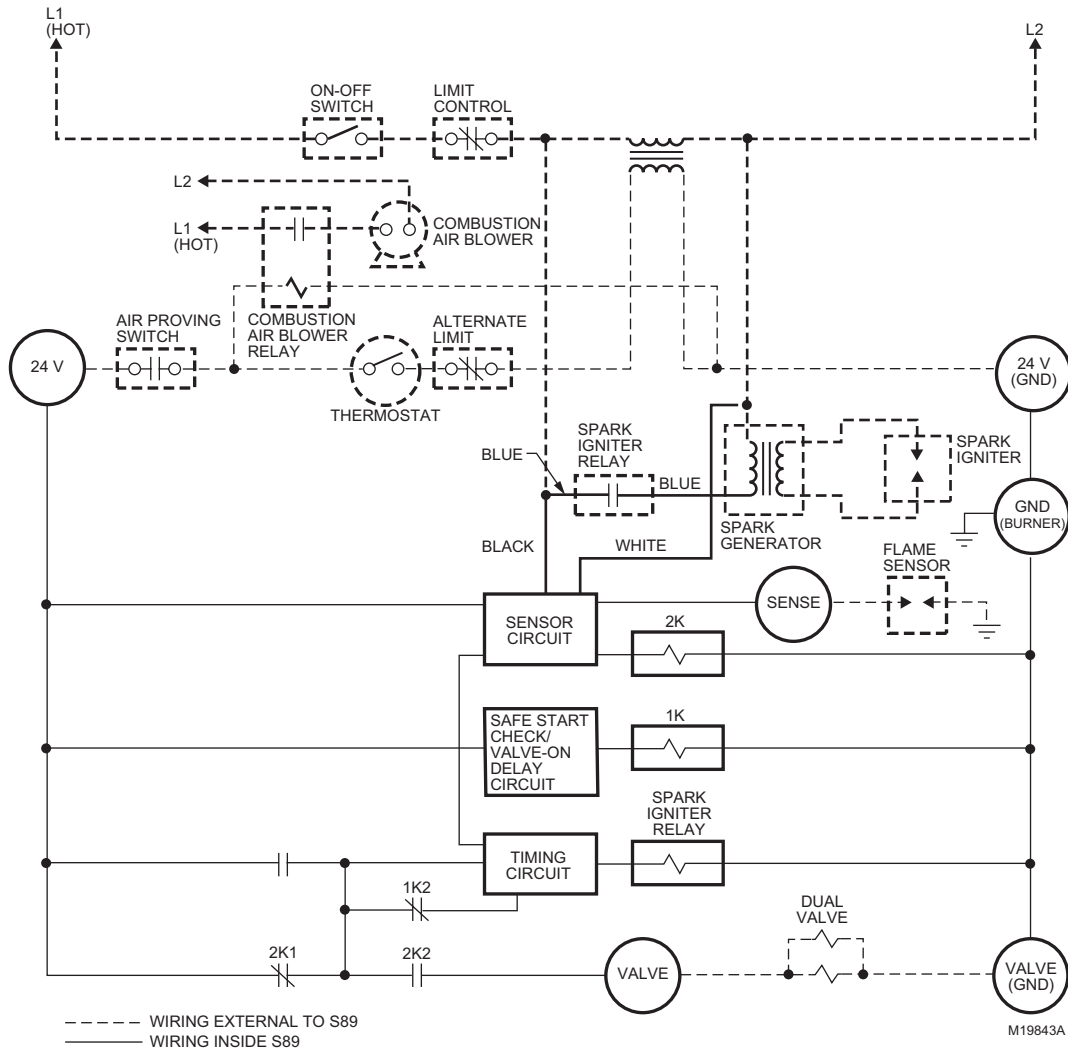 L1
(HOT)
L2
ON-OFF
SWITCH
LIMIT
CONTROL
L2
L1
(HOT)
COMBUSTION
AIR BLOWER
AIR PROVING
SWITCH
COMBUSTION
AIR BLOWER
RELAY
ALTERNATE
LIMIT
24 V
24 V
(GND)
THERMOSTAT
SPARK
IGNITER
RELAY
BLUE
BLUE
SPARK
IGNITER
GND
(BURNER)
SPARK
GENERATOR
BLACK
WHITE
FLAME
SENSOR
SENSOR
CIRCUIT
SENSE
2K
SAFE START
CHECK/
VALVE-ON
DELAY
CIRCUIT
1K
SPARK
IGNITER
RELAY
TIMING
CIRCUIT
1K2
DUAL
VALVE
2K1
2K2
VALVE
VALVE
(GND)
WIRING EXTERNAL TO S89
WIRING INSIDE S89
M19843A